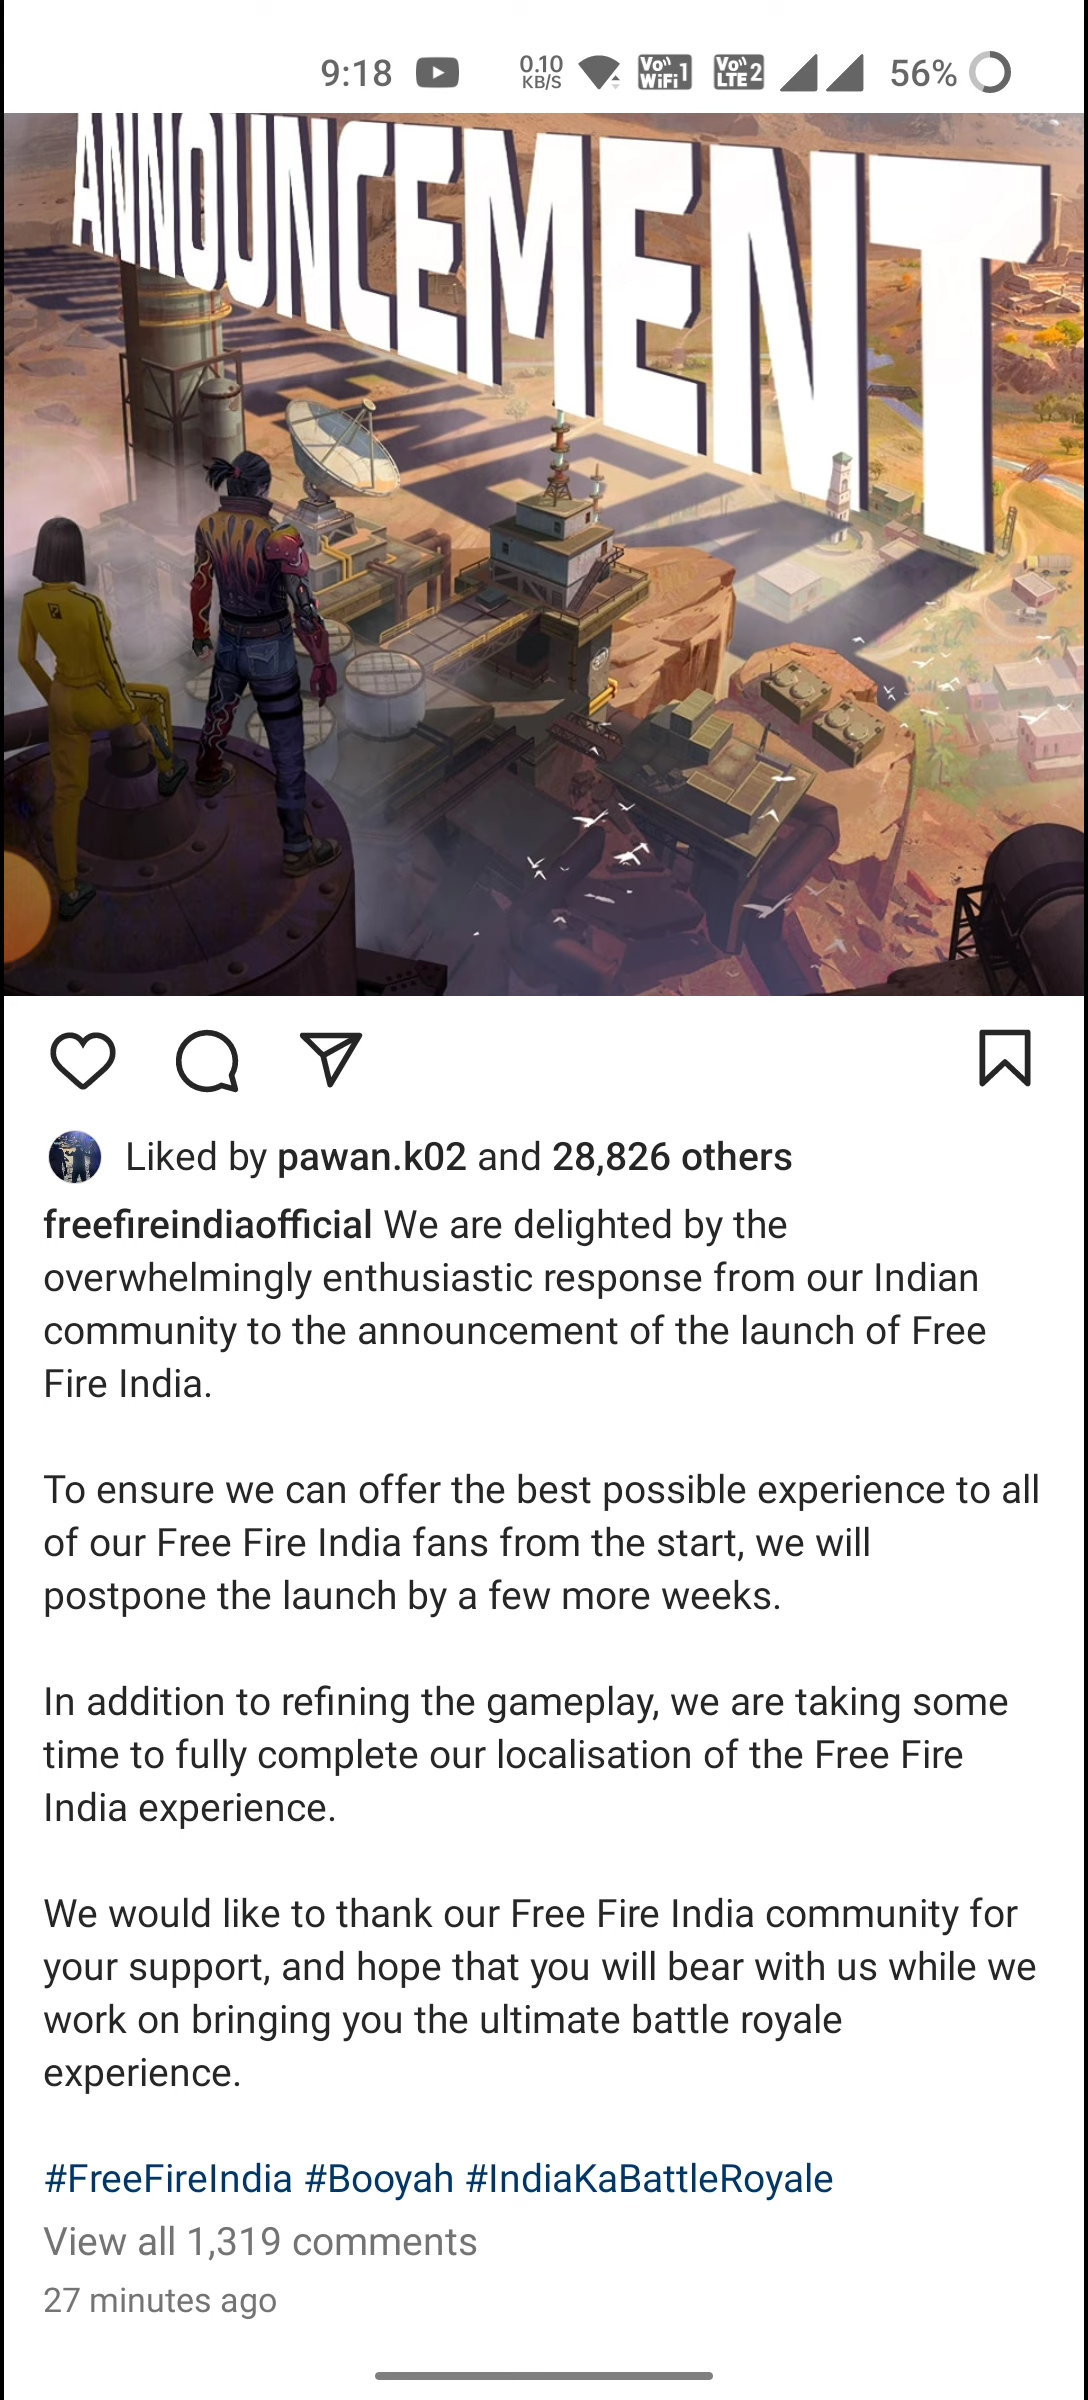 9:18
0.10
KB/S
Vo
WiFi 1
Vo
LTE 2
56%
ANNOUNCEMENT
Liked by pawan.k02 and 28,826 others
freefireindiaofficial We are delighted by the
overwhelmingly enthusiastic response from our Indian
community to the announcement of the launch of Free
Fire India.
To ensure we can offer the best possible experience to all
of our Free Fire India fans from the start, we will
postpone the launch by a few more weeks.
In addition to refining the gameplay, we are taking some
time to fully complete our localisation of the Free Fire
India experience.
We would like to thank our Free Fire India community for
your support, and hope that you will bear with us while we
work on bringing you the ultimate battle royale
experience.
#FreeFireIndia #Booyah #IndiaKaBattleRoyale
View all 1,319 comments
27 minutes ago